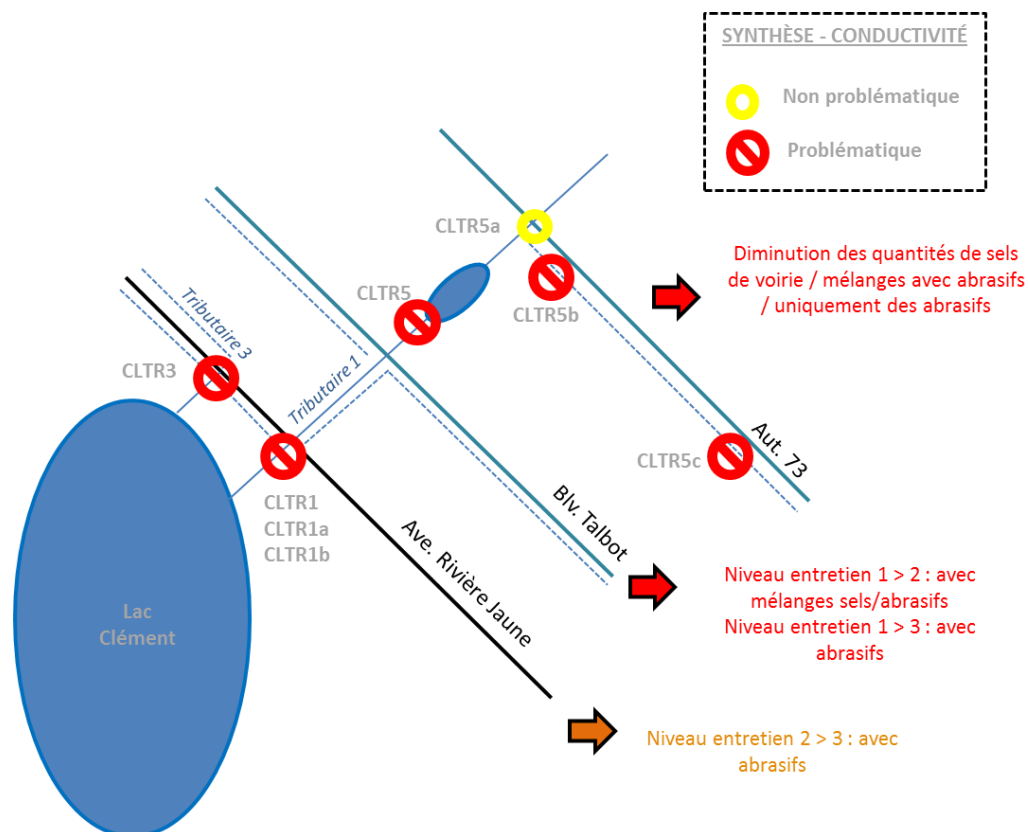 SYNTHÈSE - CONDUCTIVITÉ
Non problématique
Problématique
CLTR5a
CLTR5
CLTR5b
Diminution des quantités de sels
de voirie / mélanges avec abrasifs
/ uniquement des abrasifs
Tributaire 3
CLTR3
Tributaire 1
CLTR5c
Aut. 73
CLTR1
CLTR1a
CLTR1b
Blv. Talbot
Ave. Rivière Jaune
Lac
Clément
Niveau entretien 1 > 2 : avec
mélanges sels/abrasifs
Niveau entretien 1 > 3 : avec
abrasifs
Niveau entretien 2 > 3 : avec
abrasifs